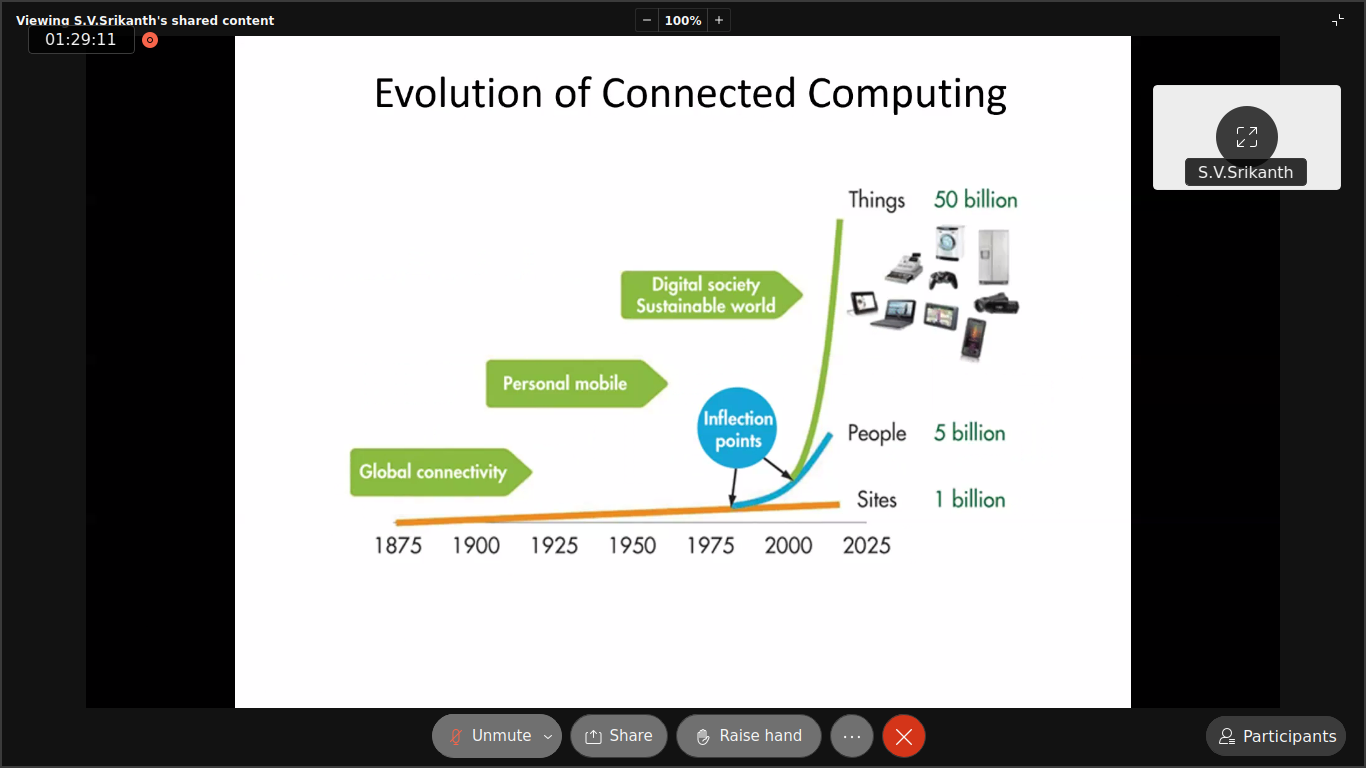 Viewing S.V.Srikanth's shared content
− 100% +
01:29:11
Evolution of Connected Computing
S.V.Srikanth
Things 50 billion
Digital society
Sustainable world
Personal mobile
Inflection
points
People 5 billion
Global connectivity
Sites 1 billion
1875 1900 1925 1950 1975 2000 2025
Unmute Share Raise hand ... Participants